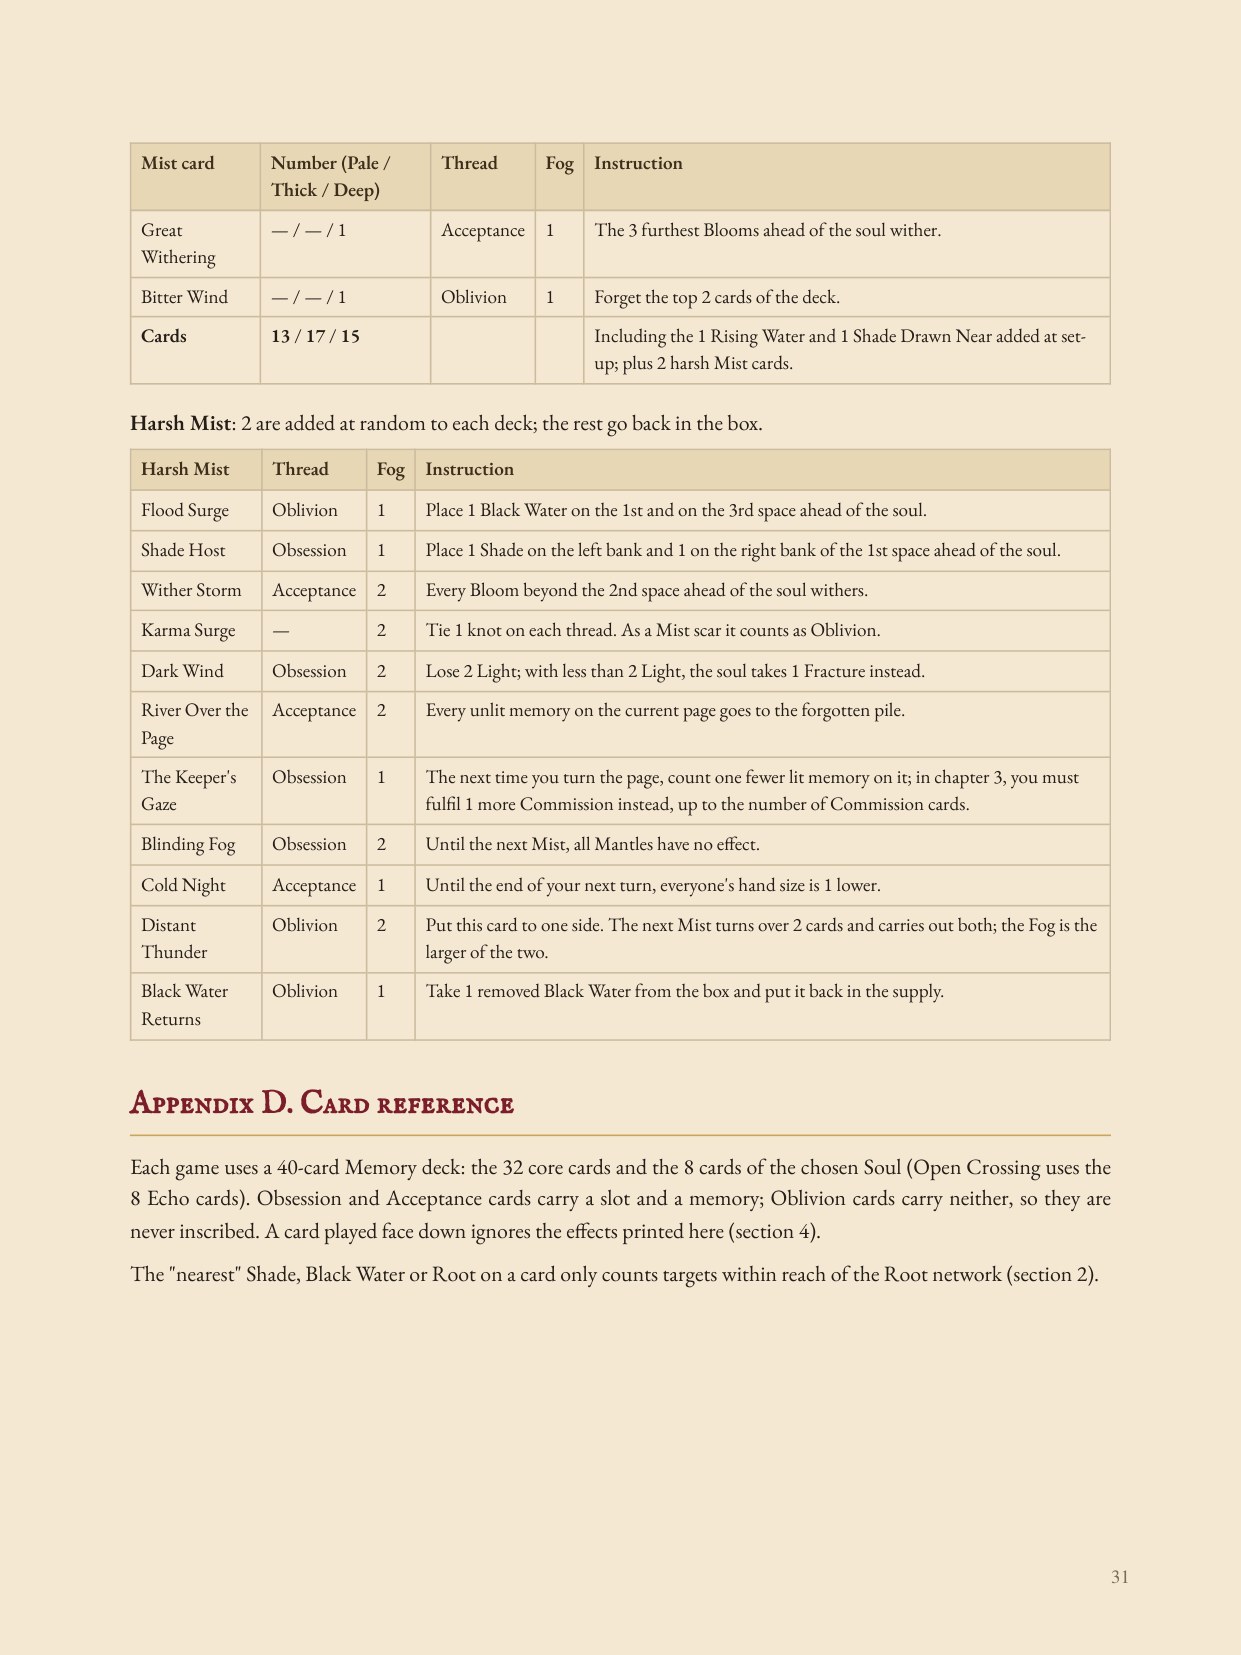 Mist card Number (Pale / Thick / Deep) Thread Fog Instruction
Great Withering — / — / 1 Acceptance 1 The 3 furthest Blooms ahead of the soul wither.
Bitter Wind — / — / 1 Oblivion 1 Forget the top 2 cards of the deck.
Cards 13 / 17 / 15 Including the 1 Rising Water and 1 Shade Drawn Near added at set-
up; plus 2 harsh Mist cards.
Harsh Mist: 2 are added at random to each deck; the rest go back in the box.
Harsh Mist Thread Fog Instruction
Flood Surge Oblivion 1 Place 1 Black Water on the 1st and on the 3rd space ahead of the soul.
Shade Host Obsession 1 Place 1 Shade on the left bank and 1 on the right bank of the 1st space ahead of the soul.
Wither Storm Acceptance 2 Every Bloom beyond the 2nd space ahead of the soul withers.
Karma Surge — 2 Tie 1 knot on each thread. As a Mist scar it counts as Oblivion.
Dark Wind Obsession 2 Lose 2 Light; with less than 2 Light, the soul takes 1 Fracture instead.
River Over the Page Acceptance 2 Every unlit memory on the current page goes to the forgotten pile.
The Keeper's Gaze Obsession 1 The next time you turn the page, count one fewer lit memory on it; in chapter 3, you must
fulfil 1 more Commission instead, up to the number of Commission cards.
Blinding Fog Obsession 2 Until the next Mist, all Mantles have no effect.
Cold Night Acceptance 1 Until the end of your next turn, everyone's hand size is 1 lower.
Distant Thunder Oblivion 2 Put this card to one side. The next Mist turns over 2 cards and carries out both; the Fog is the
larger of the two.
Black Water Returns Oblivion 1 Take 1 removed Black Water from the box and put it back in the supply.
Appendix D. Card reference
Each game uses a 40-card Memory deck: the 32 core cards and the 8 cards of the chosen Soul (Open Crossing uses the
8 Echo cards). Obsession and Acceptance cards carry a slot and a memory; Oblivion cards carry neither, so they are
never inscribed. A card played face down ignores the effects printed here (section 4).
The "nearest" Shade, Black Water or Root on a card only counts targets within reach of the Root network (section 2).
31